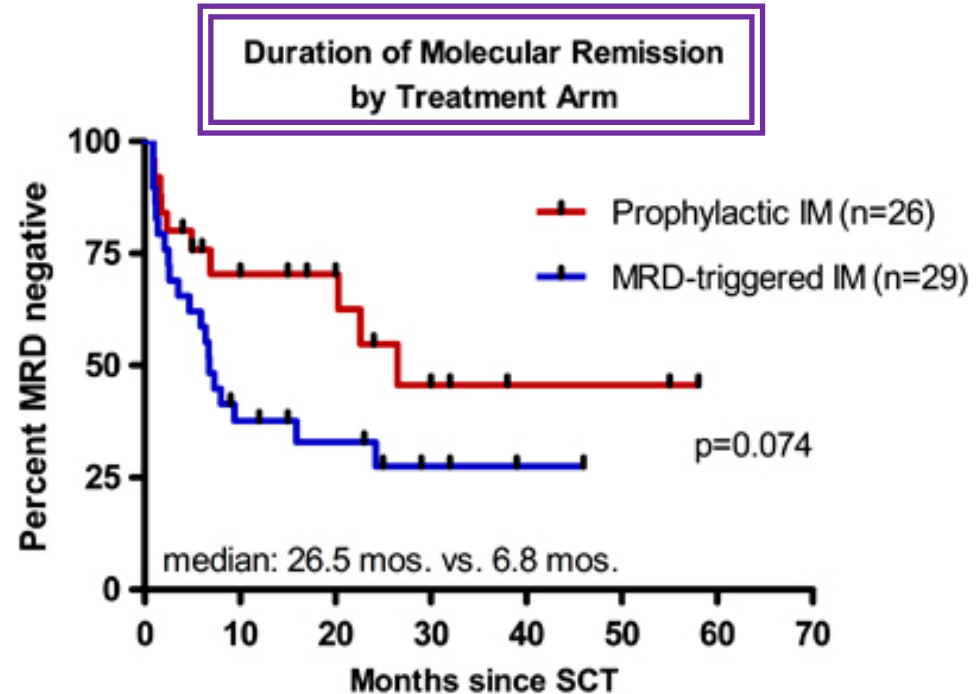 Duration of Molecular Remission
by Treatment Arm
Percent MRD negative
100
75
50
25
0
Prophylactic IM (n=26)
MRD-triggered IM (n=29)
p=0.074
median: 26.5 mos. vs. 6.8 mos.
0 10 20 30 40 50 60 70
Months since SCT